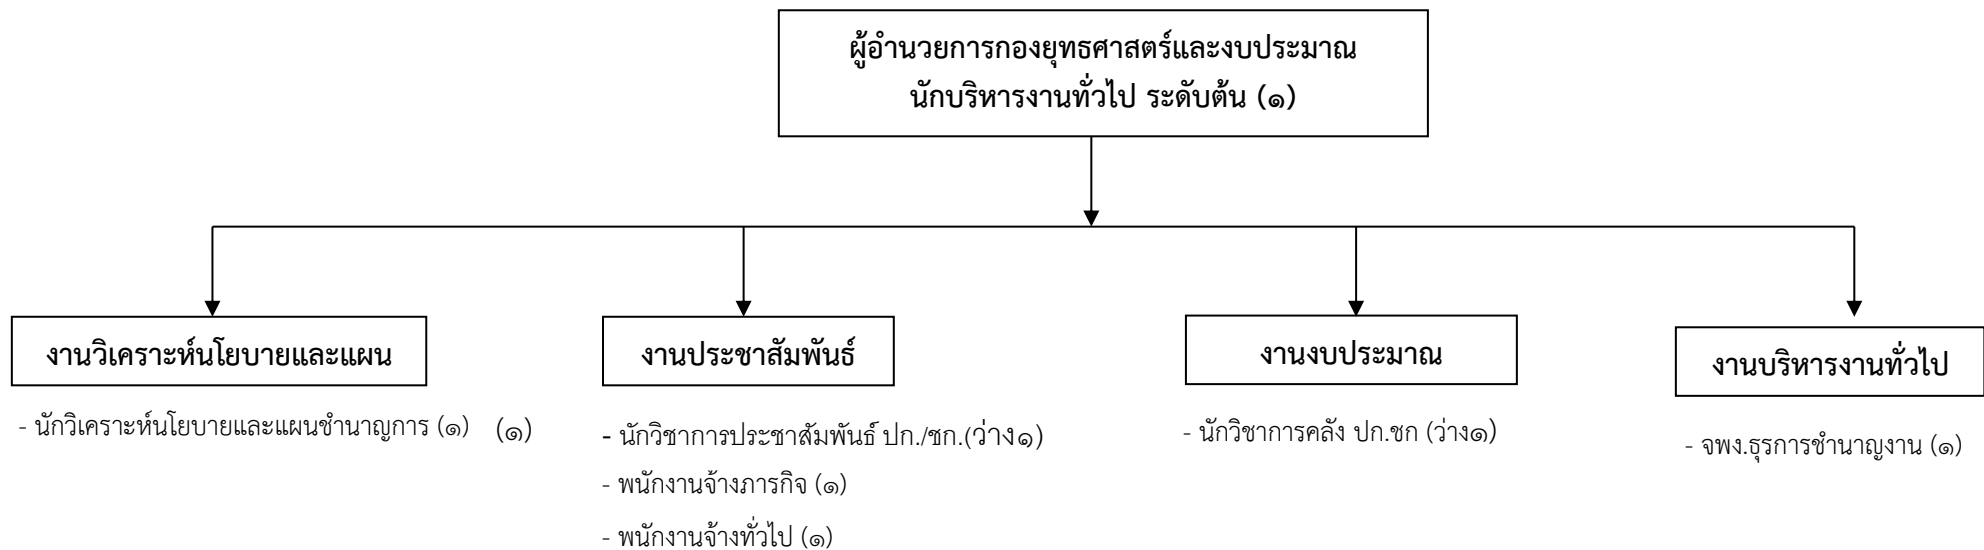 ผู้อำนวยการกองยุทธศาสตร์และงบประมาณ
นักบริหารงานทั่วไป ระดับต้น (๑)
งานวิเคราะห์นโยบายและแผน
- นักวิเคราะห์นโยบายและแผนชำนาญการ (๑) (๑)
งานประชาสัมพันธ์
- นักวิชาการประชาสัมพันธ์ ปก./ชก.(ว่าง๑)
- พนักงานจ้างภารกิจ (๑)
- พนักงานจ้างทั่วไป (๑)
งานงบประมาณ
- นักวิชาการคลัง ปก.ชก (ว่าง๑)
งานบริหารงานทั่วไป
- จพง.ธุรการชำนาญงาน (๑)